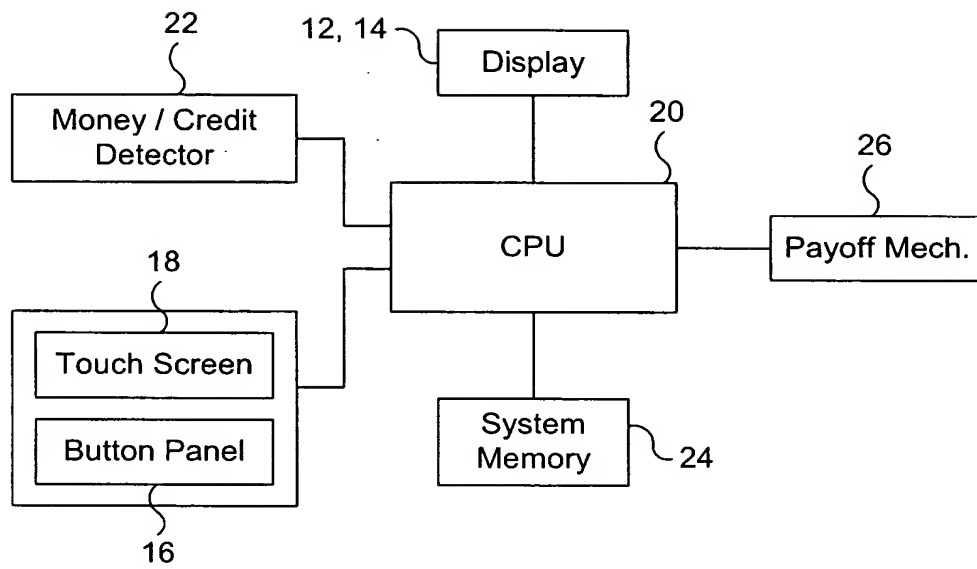 22
12, 14
Display
Money / Credit
Detector
20
CPU
26
Payoff Mech.
18
Touch Screen
Button Panel
16
System
Memory
24